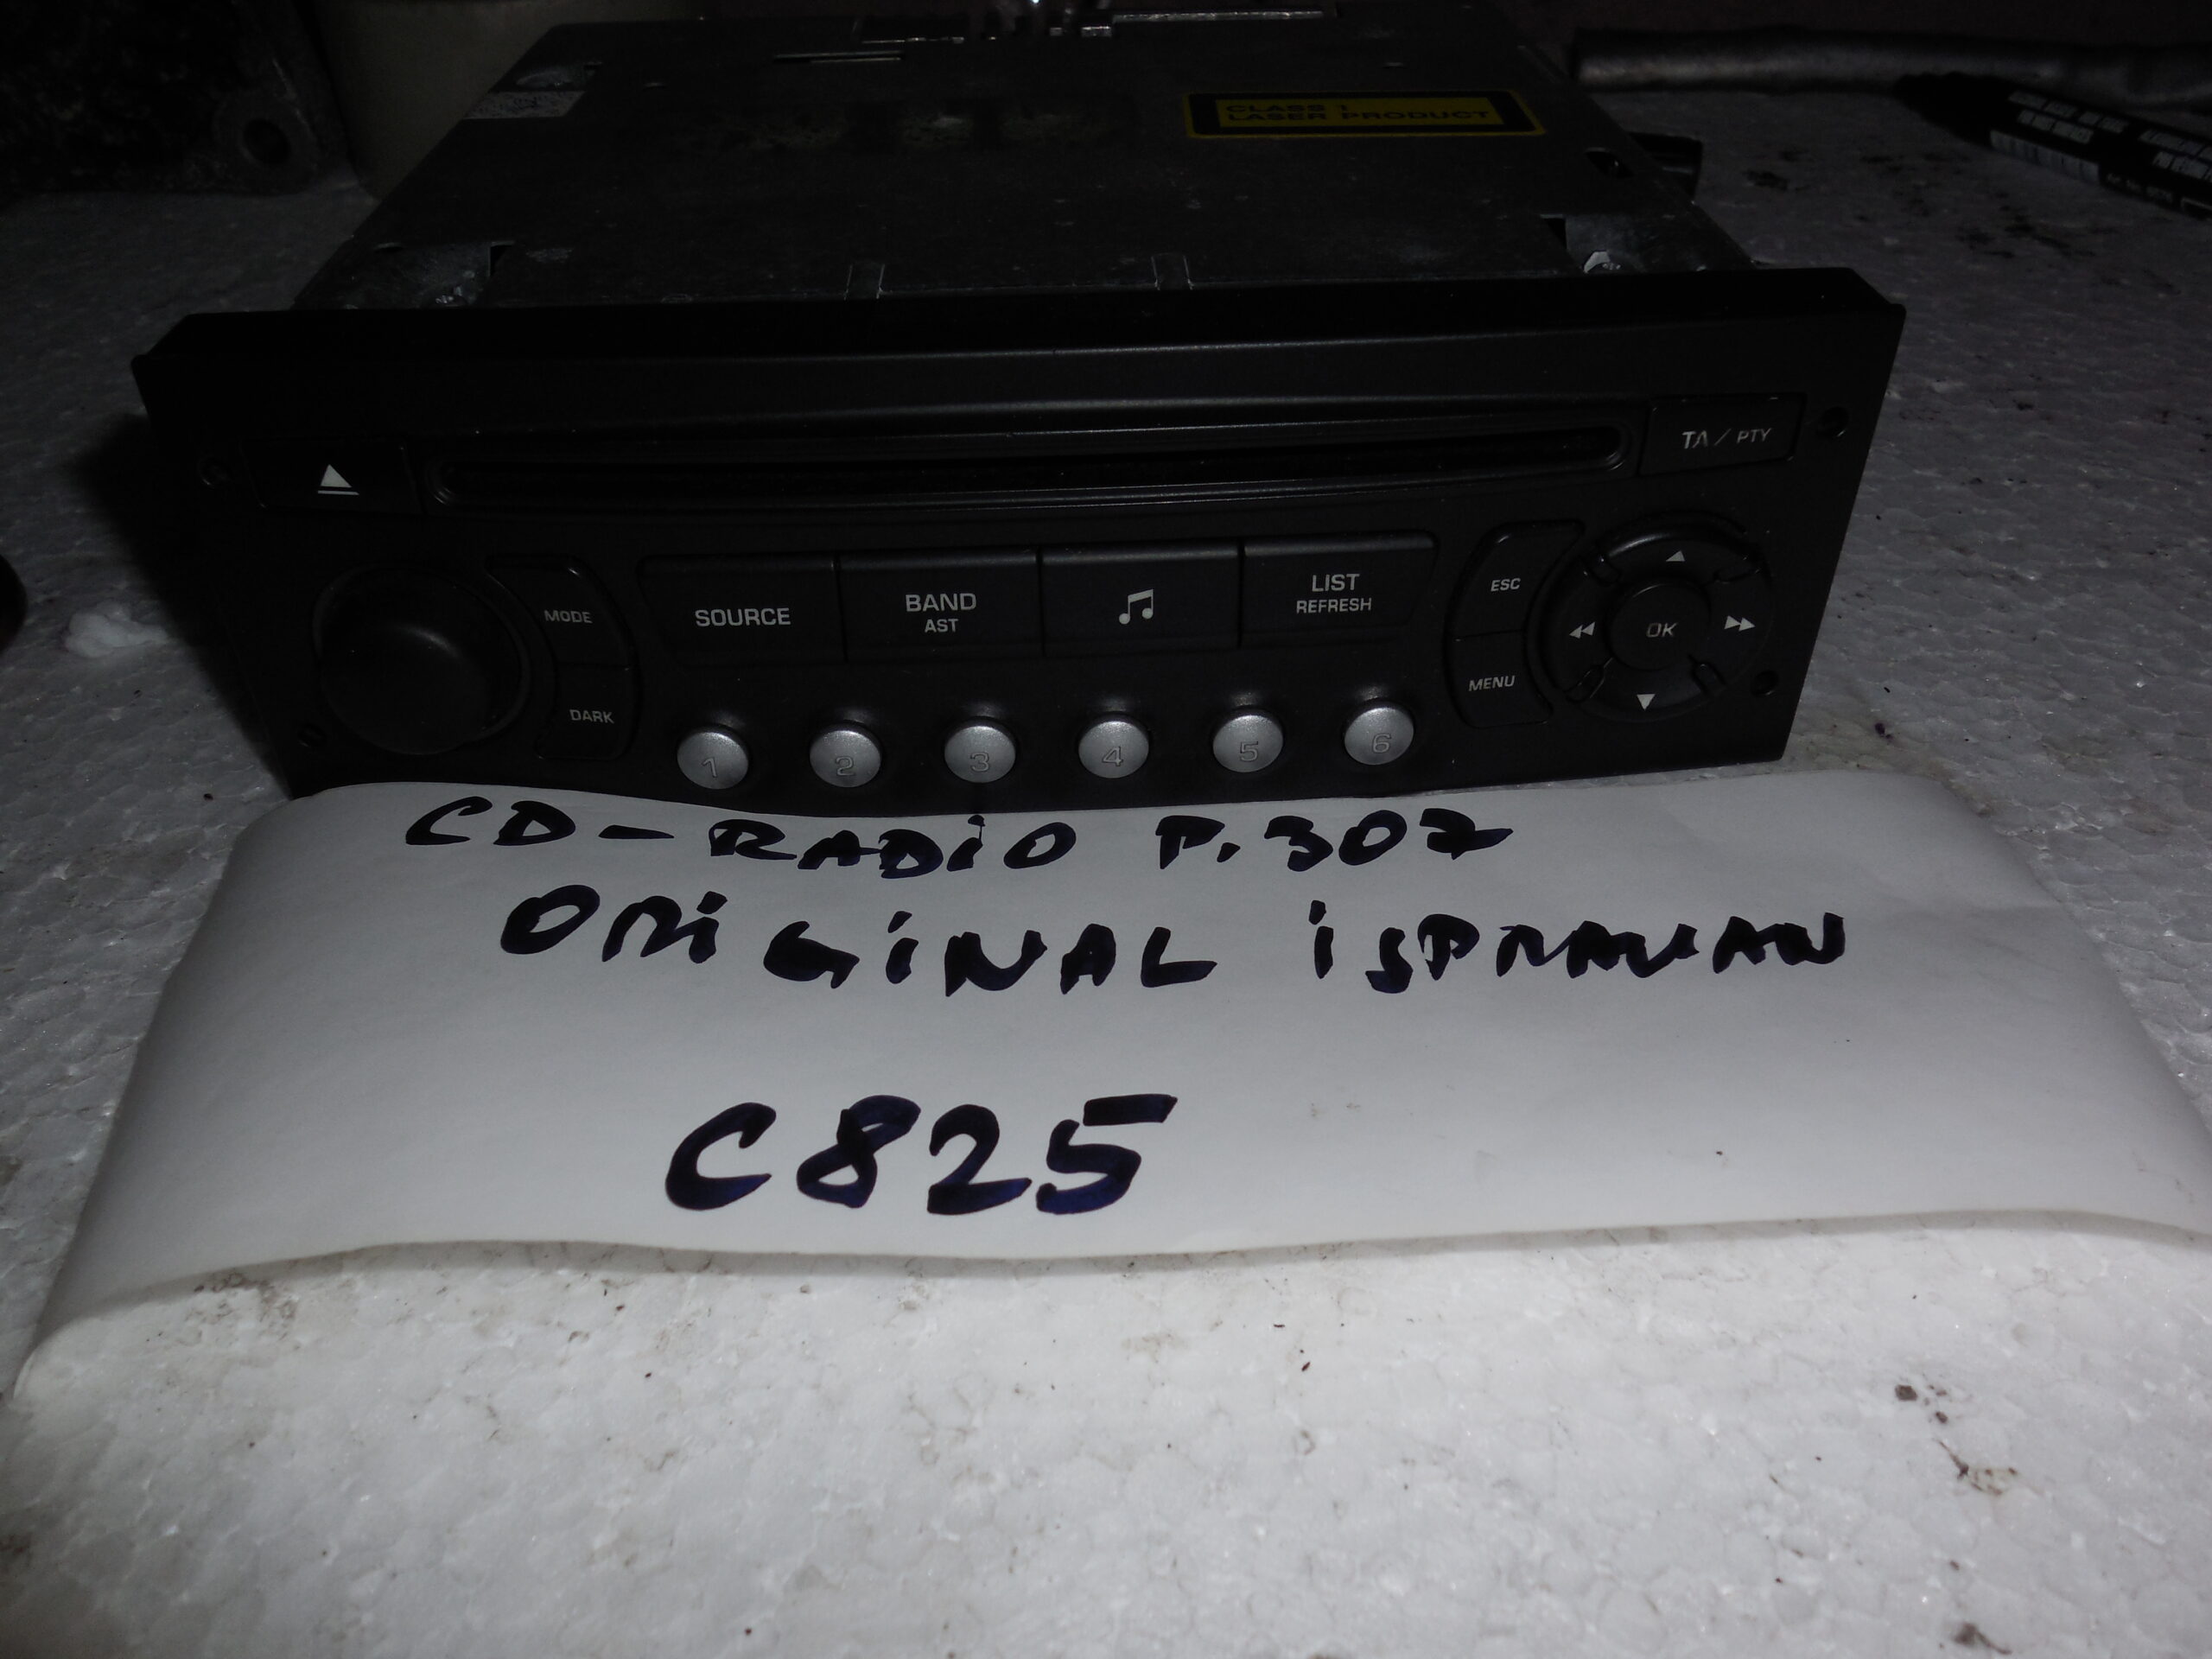 CLASS 1
LASER PRODUCT
TA / PTY
MODE
DARK
SOURCE
BAND
AST
LIST
REFRESH
ESC
MENU
OK
1 2 3 4 5 6
CD-RADIO P.307
ORIGINAL ISPRAVAN
C825